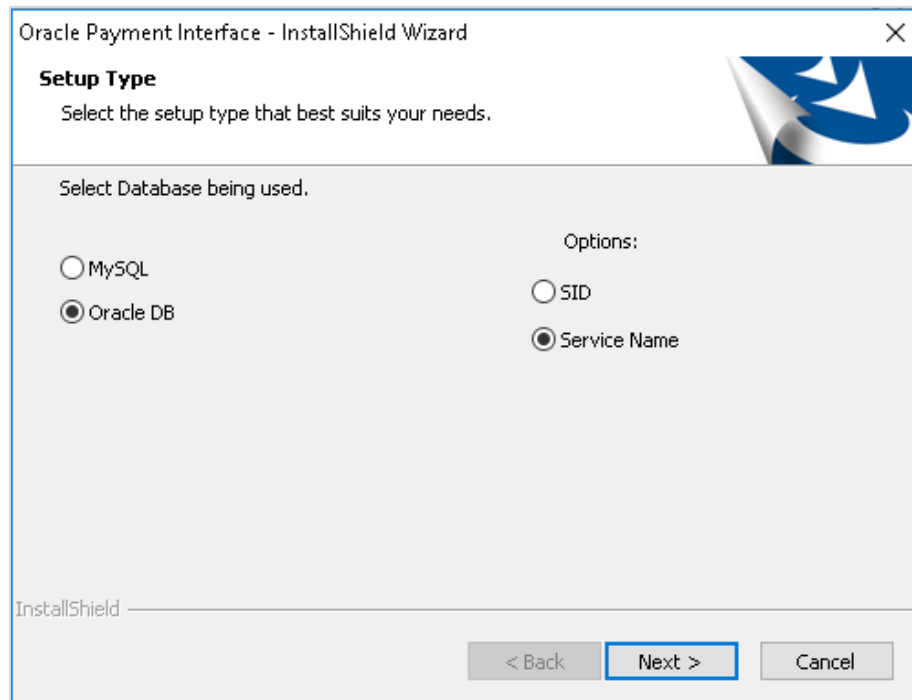 Oracle Payment Interface - InstallShield Wizard
Setup Type
Select the setup type that best suits your needs.
Select Database being used.
Options:
MySQL
SID
Oracle DB
Service Name
InstallShield
< Back
Next >
Cancel